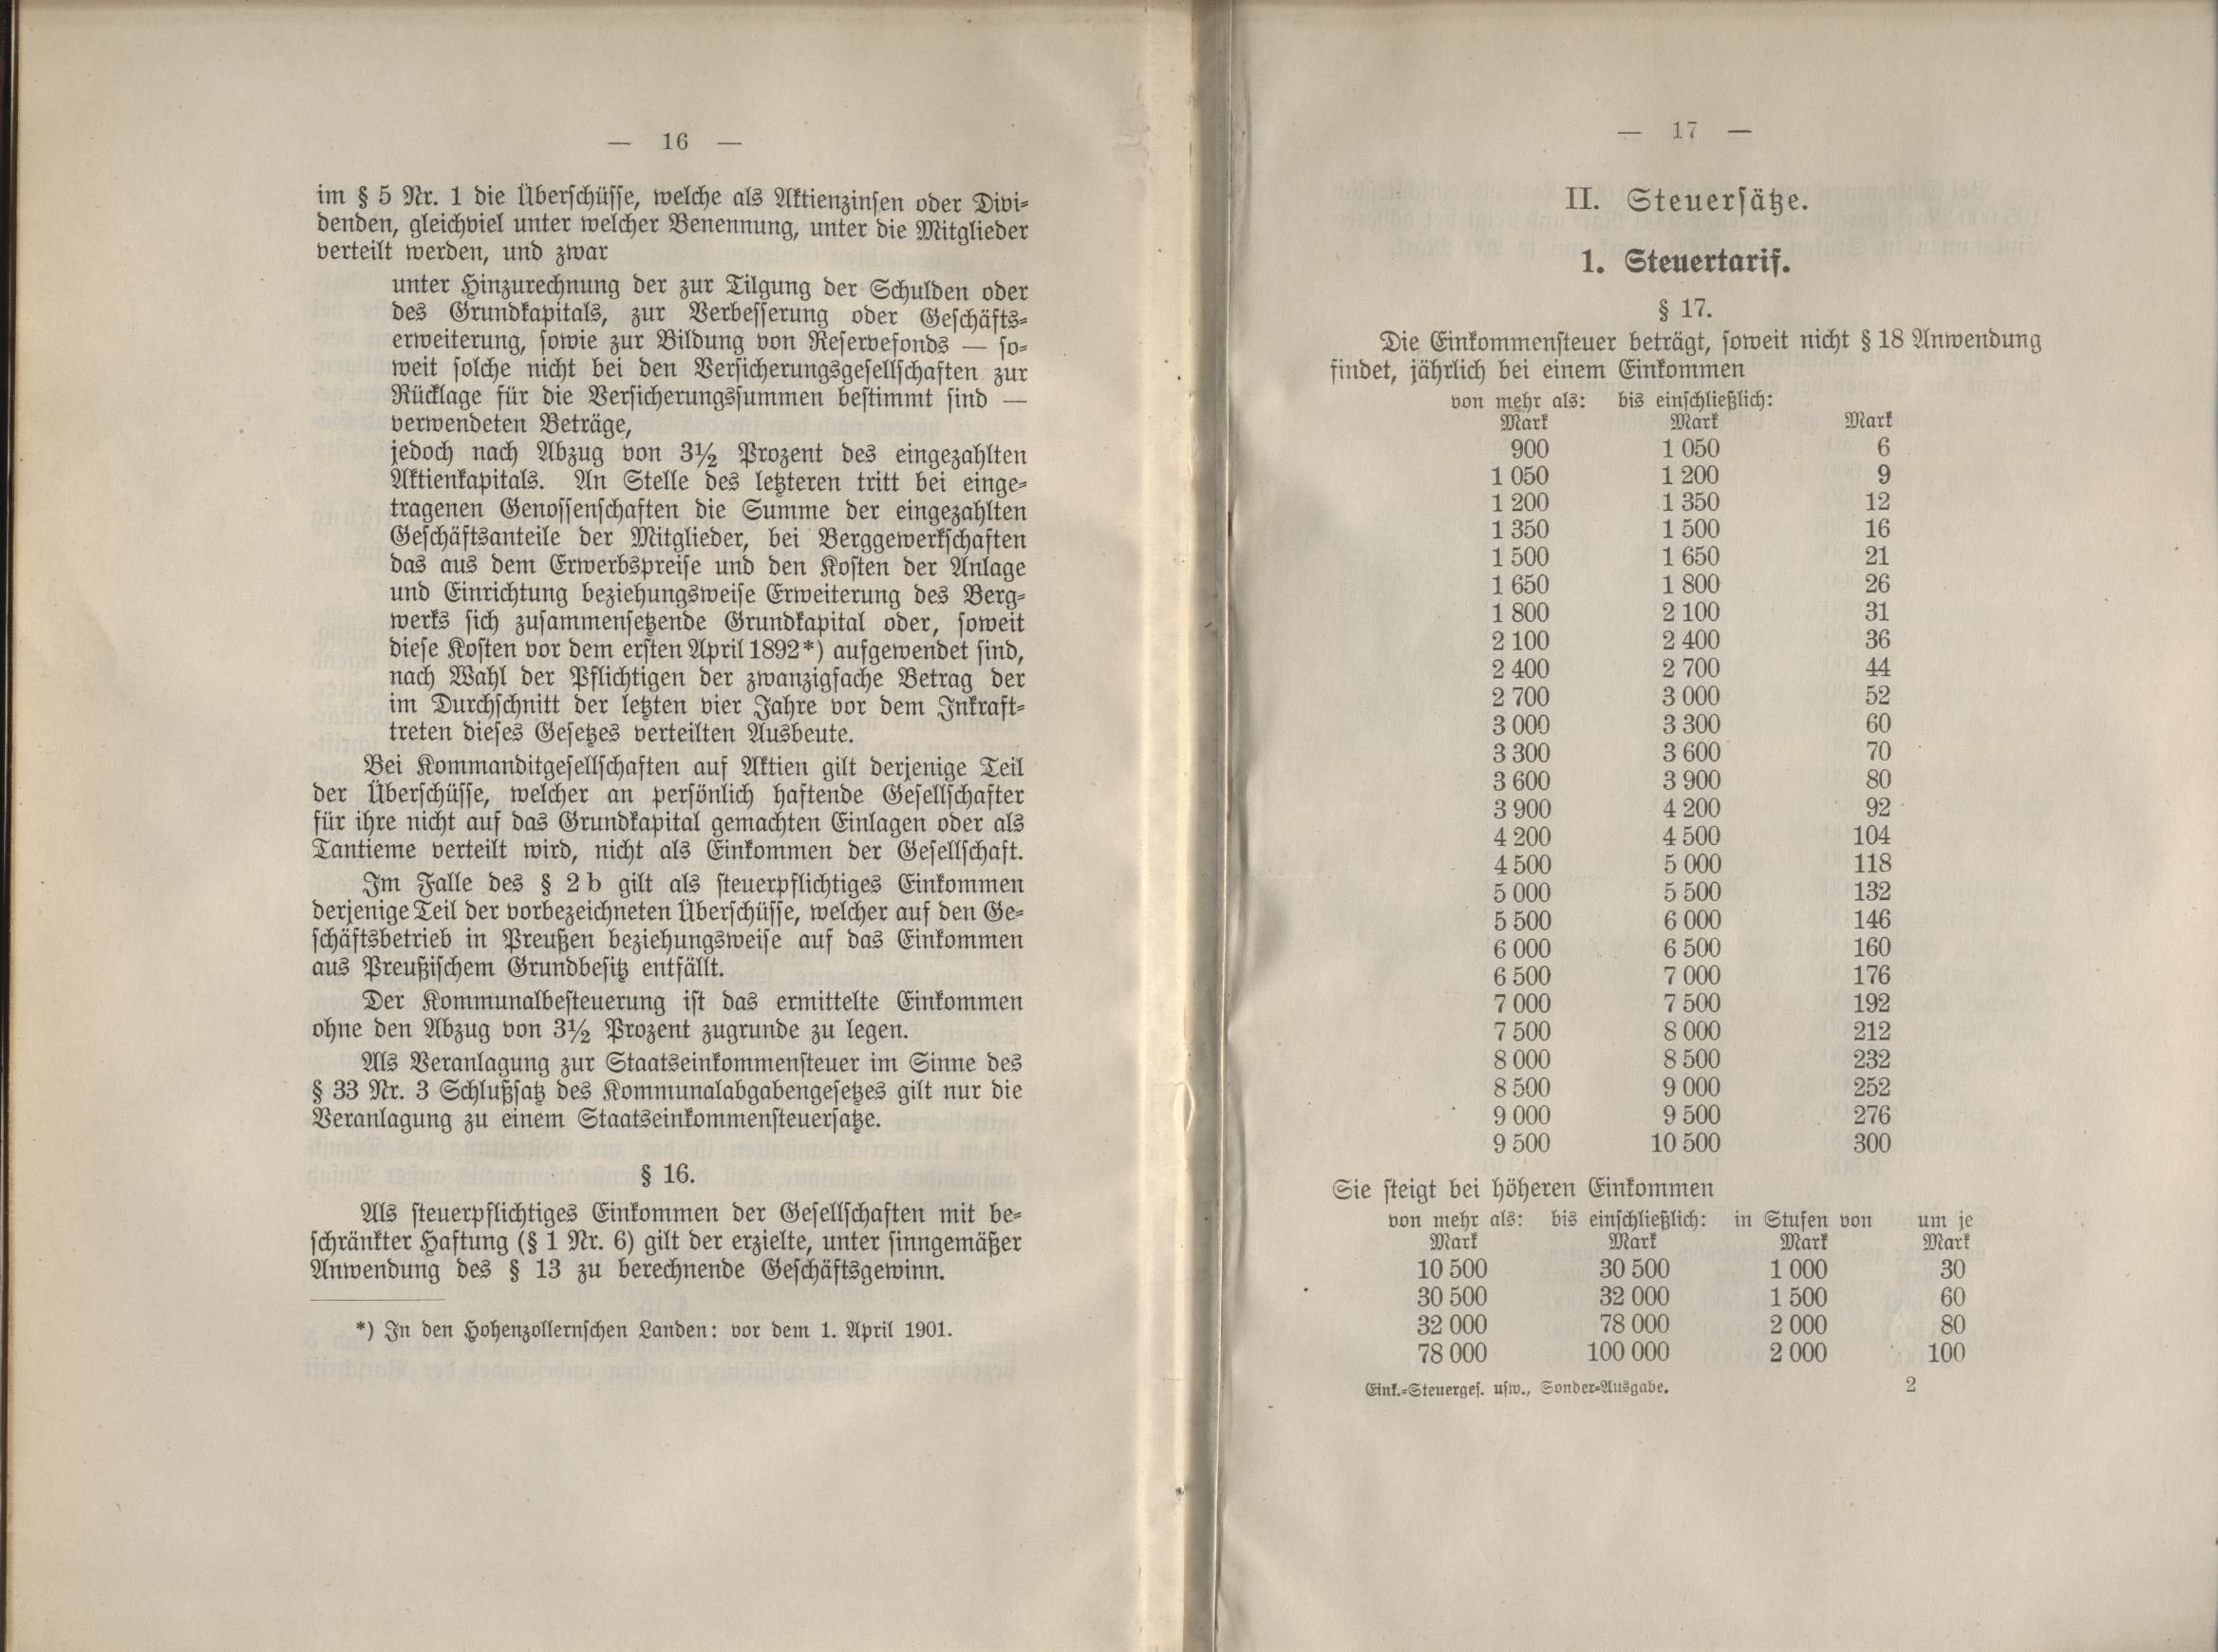 — 16 —
im § 5 Nr. 1 die Überschüsse, welche als Aktienzinsen oder Divi-
denden, gleichviel unter welcher Benennung, unter die Mitglieder
verteilt werden, und zwar
unter Hinzurechnung der zur Tilgung der Schulden oder
des Grundkapitals, zur Verbesserung oder Geschäfts-
erweiterung, sowie zur Bildung von Reservefonds — so-
weit solche nicht bei den Versicherungsgesellschaften zur
Rücklage für die Versicherungssummen bestimmt sind —
verwendeten Beträge,
jedoch nach Abzug von 3½ Prozent des eingezahlten
Aktienkapitals. An Stelle des letzteren tritt bei einge-
tragenen Genossenschaften die Summe der eingezahlten
Geschäftsanteile der Mitglieder, bei Berggewerkschaften
das aus dem Erwerbspreise und den Kosten der Anlage
und Einrichtung beziehungsweise Erweiterung des Berg-
werks sich zusammensetzende Grundkapital oder, soweit
diese Kosten vor dem ersten April 1892*) aufgewendet sind,
nach Wahl der Pflichtigen der zwanzigfache Betrag der
im Durchschnitt der letzten vier Jahre vor dem Inkraft-
treten dieses Gesetzes verteilten Ausbeute.
Bei Kommanditgesellschaften auf Aktien gilt derjenige Teil
der Überschüsse, welcher an persönlich haftende Gesellschafter
für ihre nicht auf das Grundkapital gemachten Einlagen oder als
Tantieme verteilt wird, nicht als Einkommen der Gesellschaft.
Im Falle des § 2 b gilt als steuerpflichtiges Einkommen
derjenige Teil der vorbezeichneten Überschüsse, welcher auf den Ge-
schäftsbetrieb in Preußen beziehungsweise auf das Einkommen
aus Preußischem Grundbesitz entfällt.
Der Kommunalbesteuerung ist das ermittelte Einkommen
ohne den Abzug von 3½ Prozent zugrunde zu legen.
Als Veranlagung zur Staatseinkommensteuer im Sinne des
§ 33 Nr. 3 Schlußsatz des Kommunalabgabengesetzes gilt nur die
Veranlagung zu einem Staatseinkommensteuersatze.
§ 16.
Als steuerpflichtiges Einkommen der Gesellschaften mit be-
schränkter Haftung (§ 1 Nr. 6) gilt der erzielte, unter sinngemäßer
Anwendung des § 13 zu berechnende Geschäftsgewinn.
*) In den Hohenzollernschen Landen: vor dem 1. April 1901.
— 17 —
II. Steuersätze.
1. Steuertarif.
§ 17.
Die Einkommensteuer beträgt, soweit nicht § 18 Anwendung
findet, jährlich bei einem Einkommen
von mehr als: bis einschließlich:
Mark Mark Mark
900 1 050 6
1 050 1 200 9
1 200 1 350 12
1 350 1 500 16
1 500 1 650 21
1 650 1 800 26
1 800 2 100 31
2 100 2 400 36
2 400 2 700 44
2 700 3 000 52
3 000 3 300 60
3 300 3 600 70
3 600 3 900 80
3 900 4 200 92
4 200 4 500 104
4 500 5 000 118
5 000 5 500 132
5 500 6 000 146
6 000 6 500 160
6 500 7 000 176
7 000 7 500 192
7 500 8 000 212
8 000 8 500 232
8 500 9 000 252
9 000 9 500 276
9 500 10 500 300
Sie steigt bei höheren Einkommen
von mehr als: bis einschließlich: in Stufen von um je
Mark Mark Mark Mark
10 500 30 500 1 000 30
30 500 32 000 1 500 60
32 000 78 000 2 000 80
78 000 100 000 2 000 100
Eink.-Steuerges. usw., Sonder-Ausgabe. 2